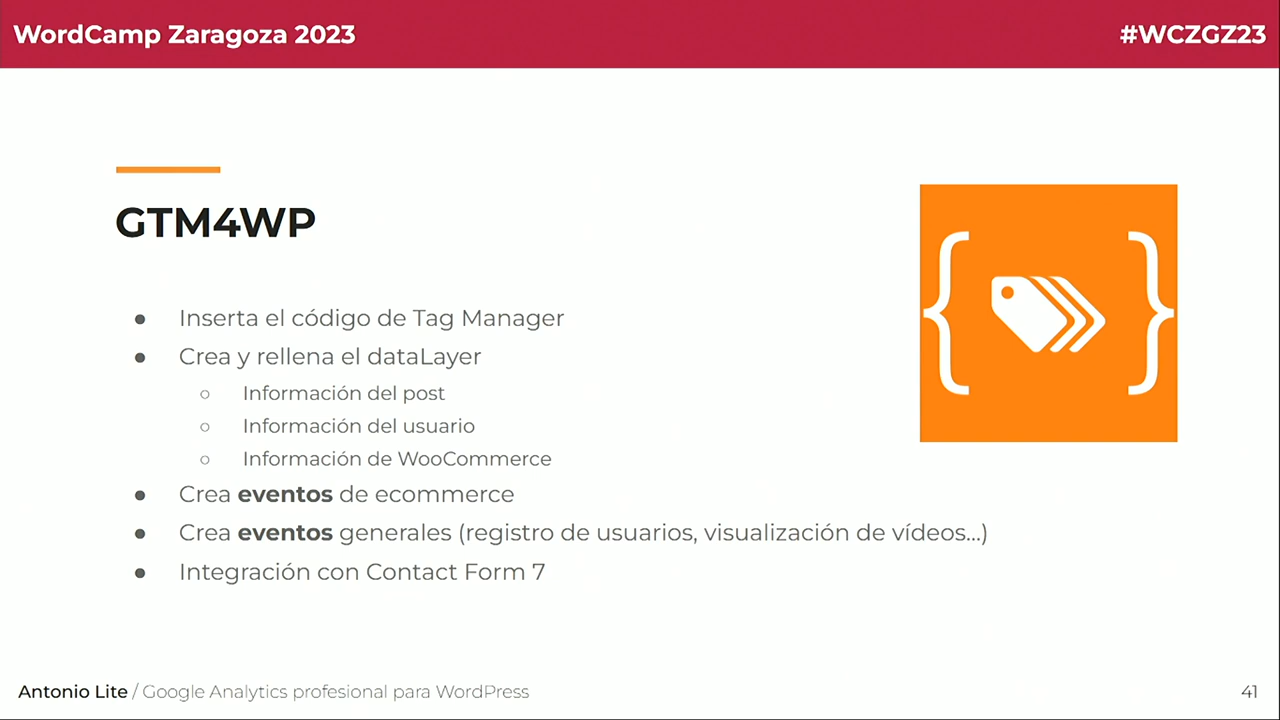 WordCamp Zaragoza 2023
#WCZGZ23
GTM4WP
● Inserta el código de Tag Manager
● Crea y rellena el dataLayer
○ Información del post
○ Información del usuario
○ Información de WooCommerce
● Crea eventos de ecommerce
● Crea eventos generales (registro de usuarios, visualización de vídeos...)
● Integración con Contact Form 7
Antonio Lite / Google Analytics profesional para WordPress
41